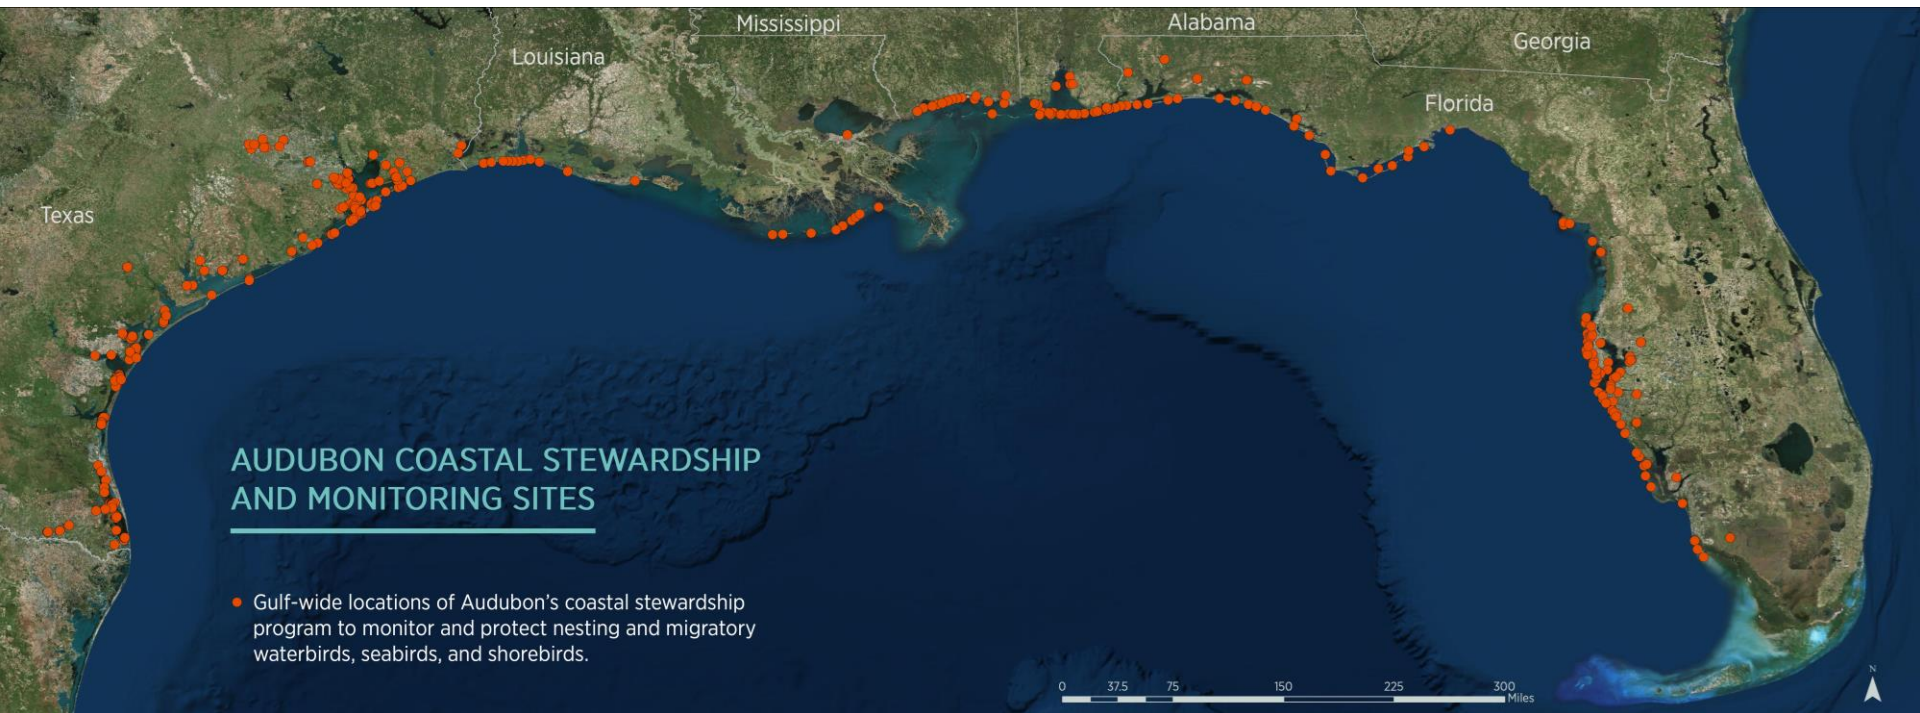 Mississippi
Alabama
Georgia
Louisiana
Florida
Texas
AUDUBON COASTAL STEWARDSHIP
AND MONITORING SITES
Gulf-wide locations of Audubon's coastal stewardship
program to monitor and protect nesting and migratory
waterbirds, seabirds, and shorebirds.
0 37.5 75 150 225 300
Miles
N